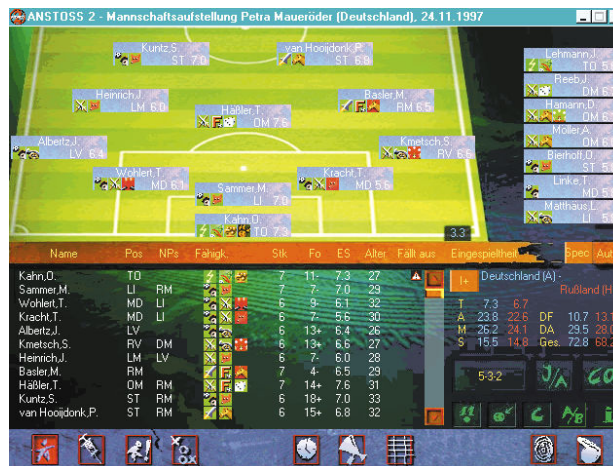 ANSTOSS 2 - Mannschaftsaufstellung Petra Maueröder (Deutschland), 24.11.1997
Kuntz,S.
ST 7.0
van Hooijdonk,P.
ST 6.8
Lehmann,J.
TO 5.
Reeb,J.
DM 6.
Hamann,D.
OM 6.
Möller,A.
OM 6.
Bierhoff,O.
ST 5.
Linke,T.
MD 5.
Matthäus,L.
LI
Heinrich,J.
LM 6.0
Häßler,T.
OM 7.6
Basler,M.
RM 6.5
Albertz,J.
LV 6.4
Kmetsch,S.
RV 6.6
Wohlert,T.
MD 6.1
Kracht,T.
MD 5.6
Sammer,M.
LI 7.0
Kahn,O.
TO 7.3
3.3
Name Pos NPs Fähigk. Stk Fo ES Alter Fällt aus Eingespieltheit Spec Aut
Kahn,O. TO 7 11- 7.3 27
Sammer,M. LI RM 7 7- 7.0 29
Wohlert,T. MD LI 6 9- 6.1 32
Kracht,T. MD LI 6 7- 5.6 30
Albertz,J. LV 6 13+ 6.4 26
Kmetsch,S. RV DM 6 13+ 6.6 27
Heinrich,J. LM LV 6 7- 6.0 28
Basler,M. RM 7 4- 6.5 29
Häßler,T. OM RM 7 14+ 7.6 31
Kuntz,S. ST RM 6 18+ 7.0 33
van Hooijdonk,P. ST RM 6 15+ 6.8 32
I+
Deutschland (A) -
Rußland (H
T 7.3 6.7
A 23.8 22.6 DF 10.7 13.1
M 26.2 24.1 DA 29.5 28.0
S 15.5 14.8 Ges. 72.8 68.2
5-3-2
J/A
CO
11
C
A/B
i